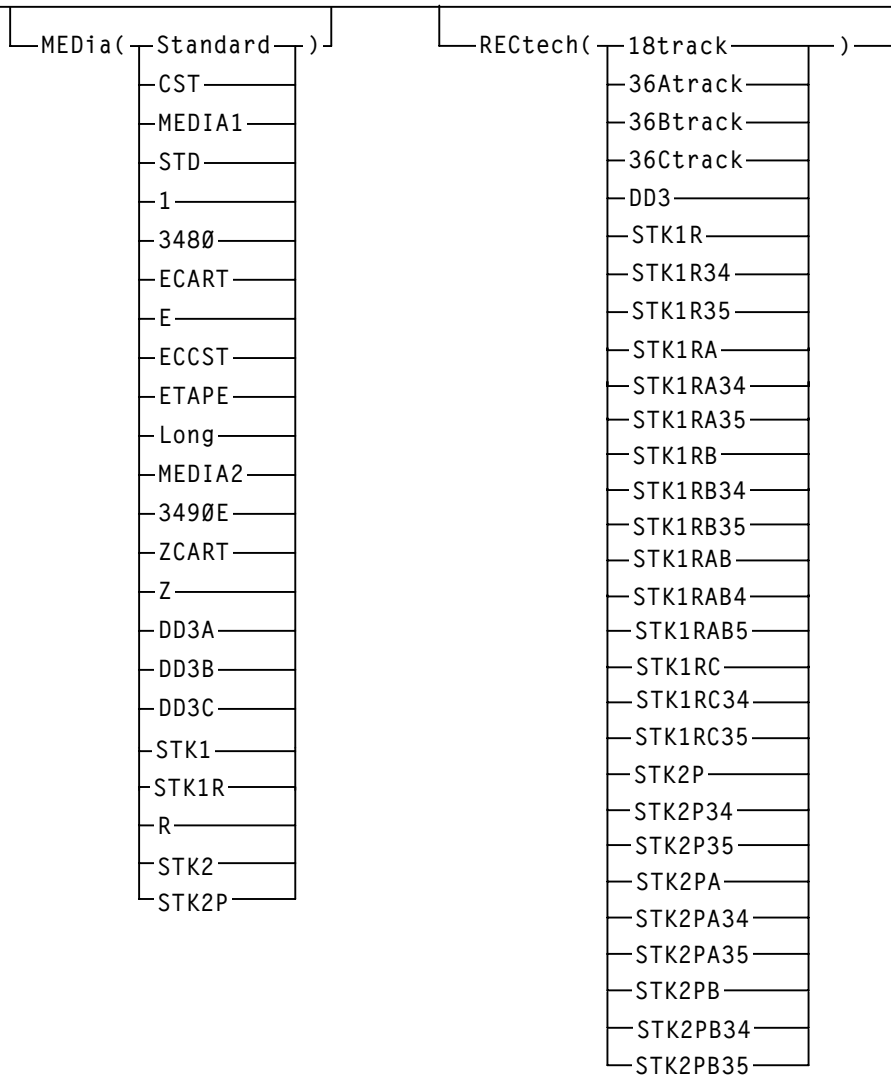 MEDia( Standard )
CST
MEDIA1
STD
1
348Ø
ECART
E
ECCST
ETAPE
Long
MEDIA2
349ØE
ZCART
Z
DD3A
DD3B
DD3C
STK1
STK1R
R
STK2
STK2P
RECtech( 18track )
36Atrack
36Btrack
36Ctrack
DD3
STK1R
STK1R34
STK1R35
STK1RA
STK1RA34
STK1RA35
STK1RB
STK1RB34
STK1RB35
STK1RAB
STK1RAB4
STK1RAB5
STK1RC
STK1RC34
STK1RC35
STK2P
STK2P34
STK2P35
STK2PA
STK2PA34
STK2PA35
STK2PB
STK2PB34
STK2PB35